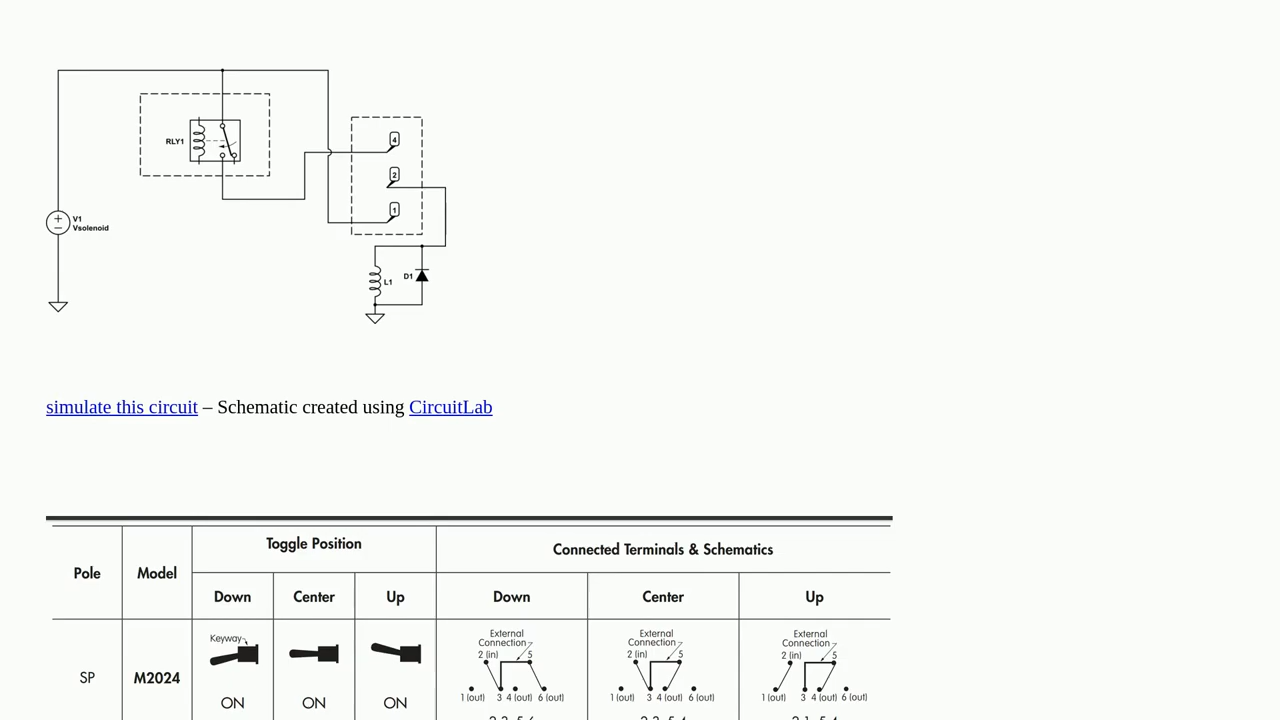 RLY1
4
2
1
V1
Vsolenoid
L1
D1
simulate this circuit – Schematic created using CircuitLab
Pole
Model
Toggle Position
Connected Terminals & Schematics
Down
Center
Up
Down
Center
Up
SP
M2024
Keyway
ON
ON
ON
External
Connection
2 (in)
5
1 (out)
3
4 (out)
6 (out)
External
Connection
2 (in)
5
1 (out)
3
4 (out)
6 (out)
External
Connection
2 (in)
5
1 (out)
3
4 (out)
6 (out)